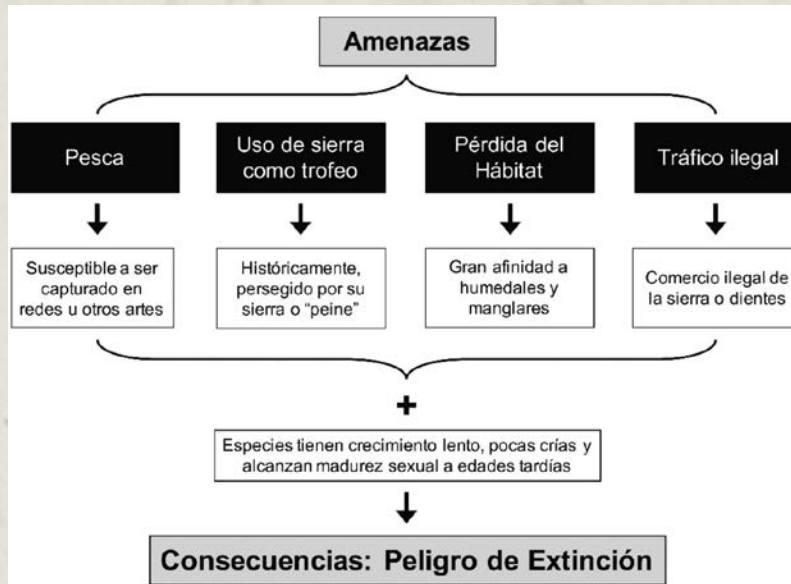 Amenazas
Pesca
Uso de sierra
como trofeo
Pérdida del
Hábitat
Tráfico ilegal
Susceptible a ser
capturado en
redes u otros artes
Históricamente,
persegido por su
sierra o "peine"
Gran afinidad a
humedales y
manglares
Comercio ilegal de
la sierra o dientes
+
Especies tienen crecimiento lento, pocas crías y
alcanzan madurez sexual a edades tardías
Consecuencias: Peligro de Extinción